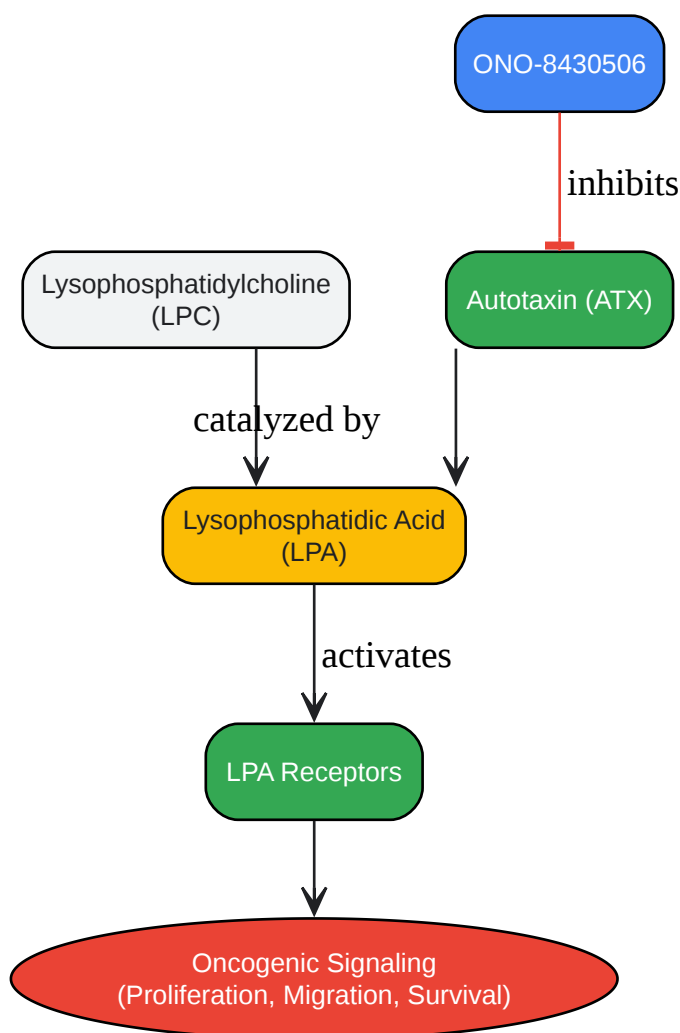 ONO-8430506
inhibits
Lysophosphatidylcholine
(LPC)
Autotaxin (ATX)
catalyzed by
Lysophosphatidic Acid
(LPA)
activates
LPA Receptors
Oncogenic Signaling
(Proliferation, Migration, Survival)